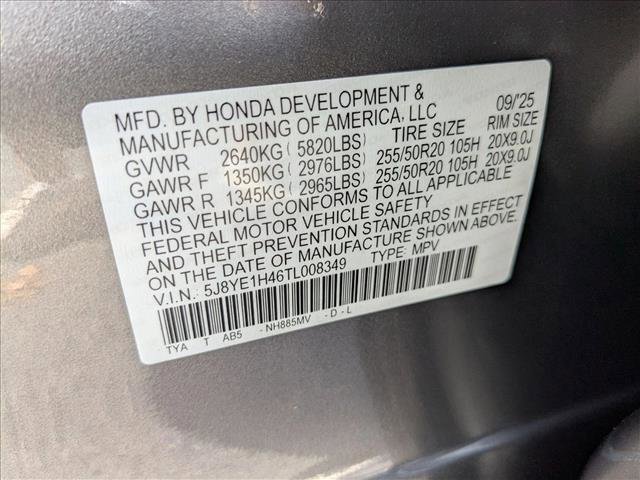 MFD. BY HONDA DEVELOPMENT & 09/'25
MANUFACTURING OF AMERICA, LLC
GVWR 2640KG ( 5820LBS) TIRE SIZE RIM SIZE
GAWR F 1350KG ( 2976LBS) 255/50R20 105H 20X9.0J
GAWR R 1345KG ( 2965LBS) 255/50R20 105H 20X9.0J
THIS VEHICLE CONFORMS TO ALL APPLICABLE
FEDERAL MOTOR VEHICLE SAFETY
AND THEFT PREVENTION STANDARDS IN EFFECT
ON THE DATE OF MANUFACTURE SHOWN ABOVE.
V.I.N.: 5J8YE1H46TL008349 TYPE: MPV
TYA T AB5 -NH885MV -D-L